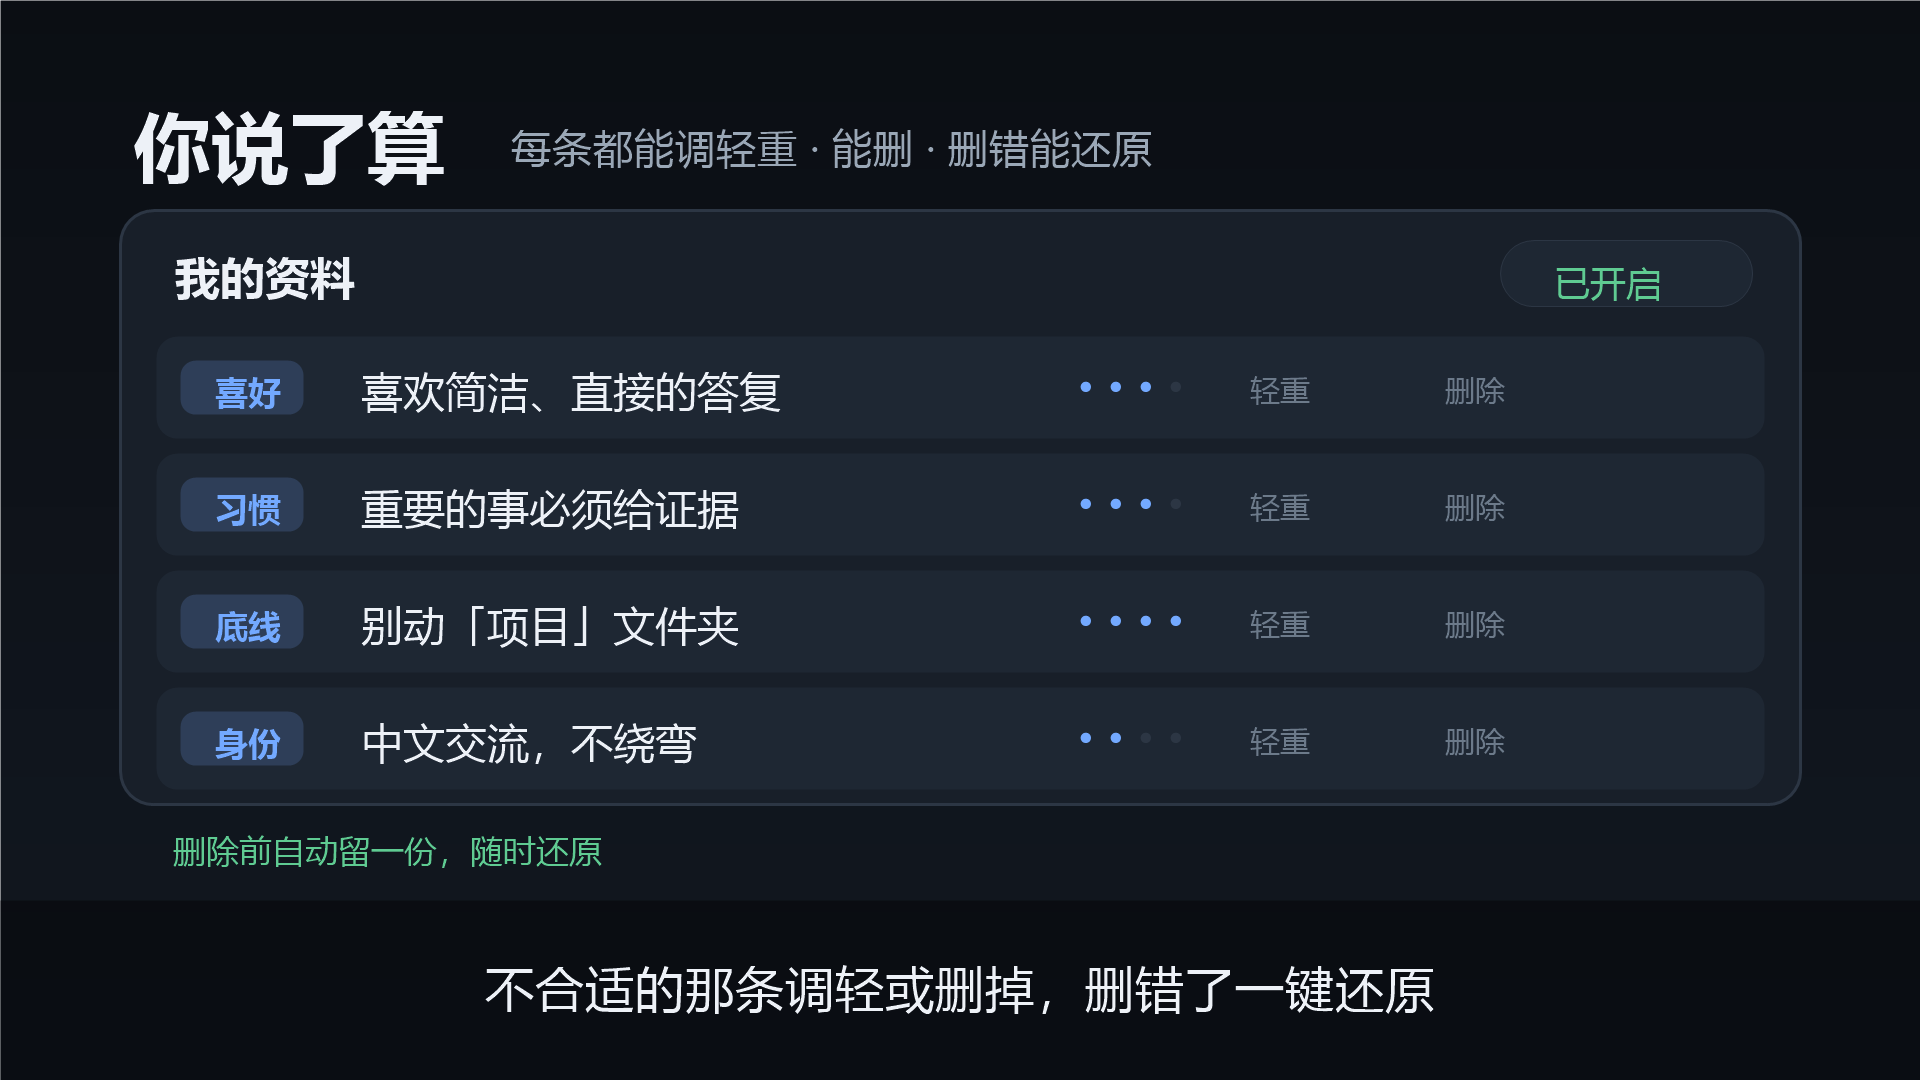 你说了算 每条都能调轻重 · 能删 · 删错能还原
我的资料 已开启
喜好 喜欢简洁、直接的答复 轻重 删除
习惯 重要的事必须给证据 轻重 删除
底线 别动「项目」文件夹 轻重 删除
身份 中文交流，不绕弯 轻重 删除
删除前自动留一份，随时还原
不合适的那条调轻或删掉，删错了一键还原